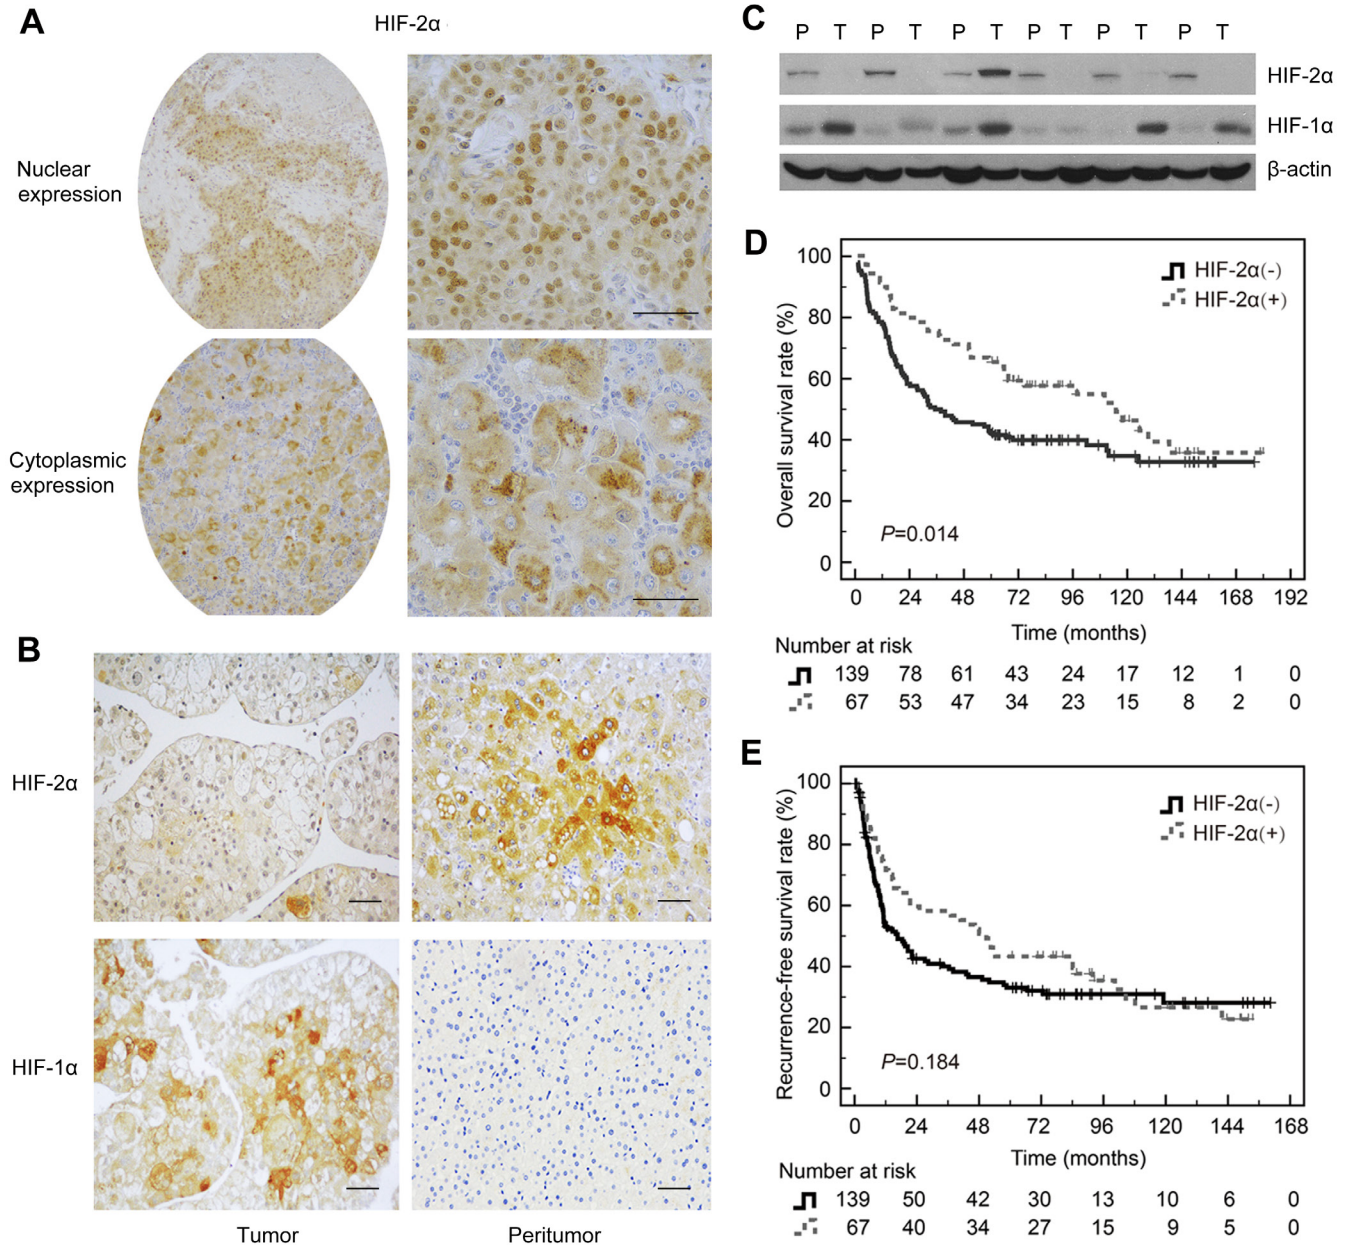 A
HIF-2α
Nuclear
expression
Cytoplasmic
expression
B
HIF-2α
HIF-1α
Tumor
Peritumor
C
P T P T P T P T P T P T
HIF-2α
HIF-1α
β-actin
D
Overall survival rate (%)
100
80
60
40
20
0
HIF-2α(-)
HIF-2α(+)
P=0.014
0 24 48 72 96 120 144 168 192
Time (months)
Number at risk
139 78 61 43 24 17 12 1 0
67 53 47 34 23 15 8 2 0
E
Recurrence-free survival rate (%)
100
80
60
40
20
0
HIF-2α(-)
HIF-2α(+)
P=0.184
0 24 48 72 96 120 144 168
Time (months)
Number at risk
139 50 42 30 13 10 6 0
67 40 34 27 15 9 5 0